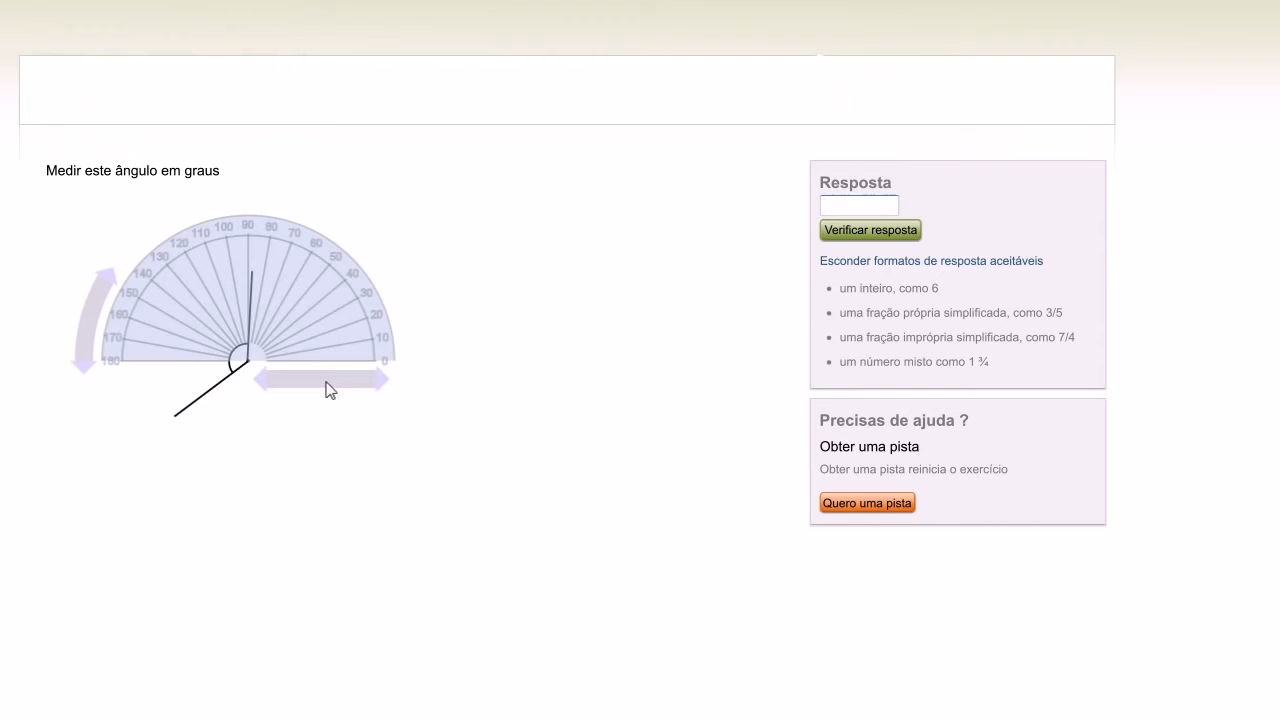 Medir este ângulo em graus
180
170
160
150
140
130
120
110
100
90
80
70
60
50
40
30
20
10
0
Resposta
Verificar resposta
Esconder formatos de resposta aceitáveis
um inteiro, como 6
uma fração própria simplificada, como 3/5
uma fração imprópria simplificada, como 7/4
um número misto como 1 ¾
Precisas de ajuda ?
Obter uma pista
Obter uma pista reinicia o exercício
Quero uma pista